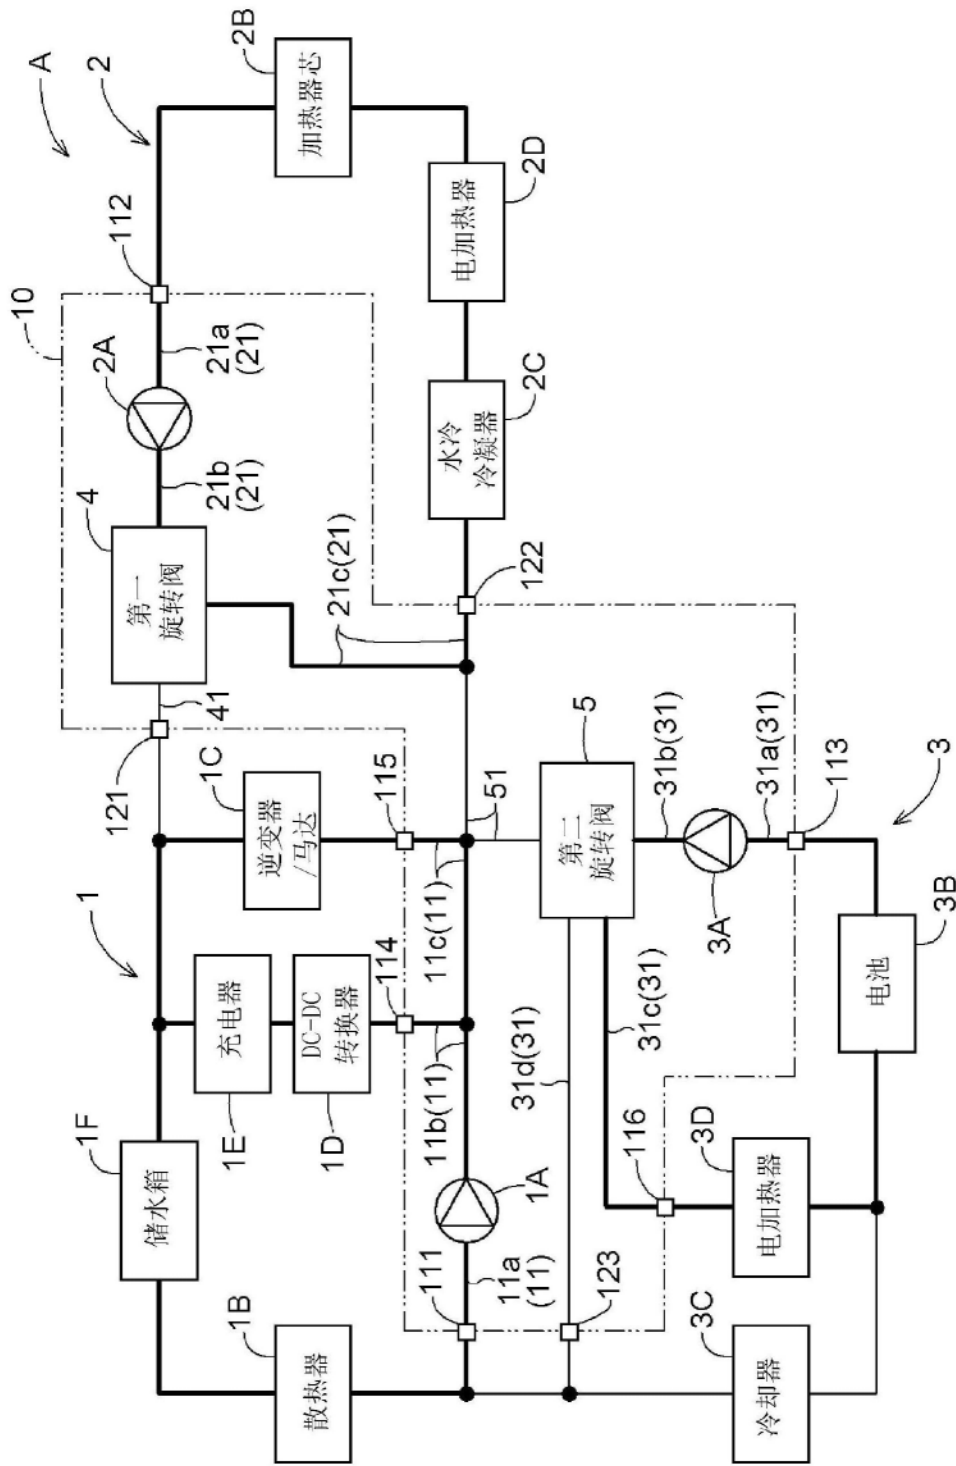 10
A
1
1F
4
2
121
2A
112
储水箱
第一
旋转阀
41
21b
(21)
21a
(21)
1B
1E
充电器
1C
2B
逆变器
/马达
加热器芯
散热器
1D
DC-DC
转换器
21c(21)
114
115
111
11b(11)
11c(11)
水冷
冷凝器
电加热器
11a
(11)
1A
51
122
2C
2D
31d(31)
第二
旋转阀
5
123
116
31c(31)
31b(31)
3C
3D
3A
31a(31)
冷却器
电加热器
113
电池
3B
3